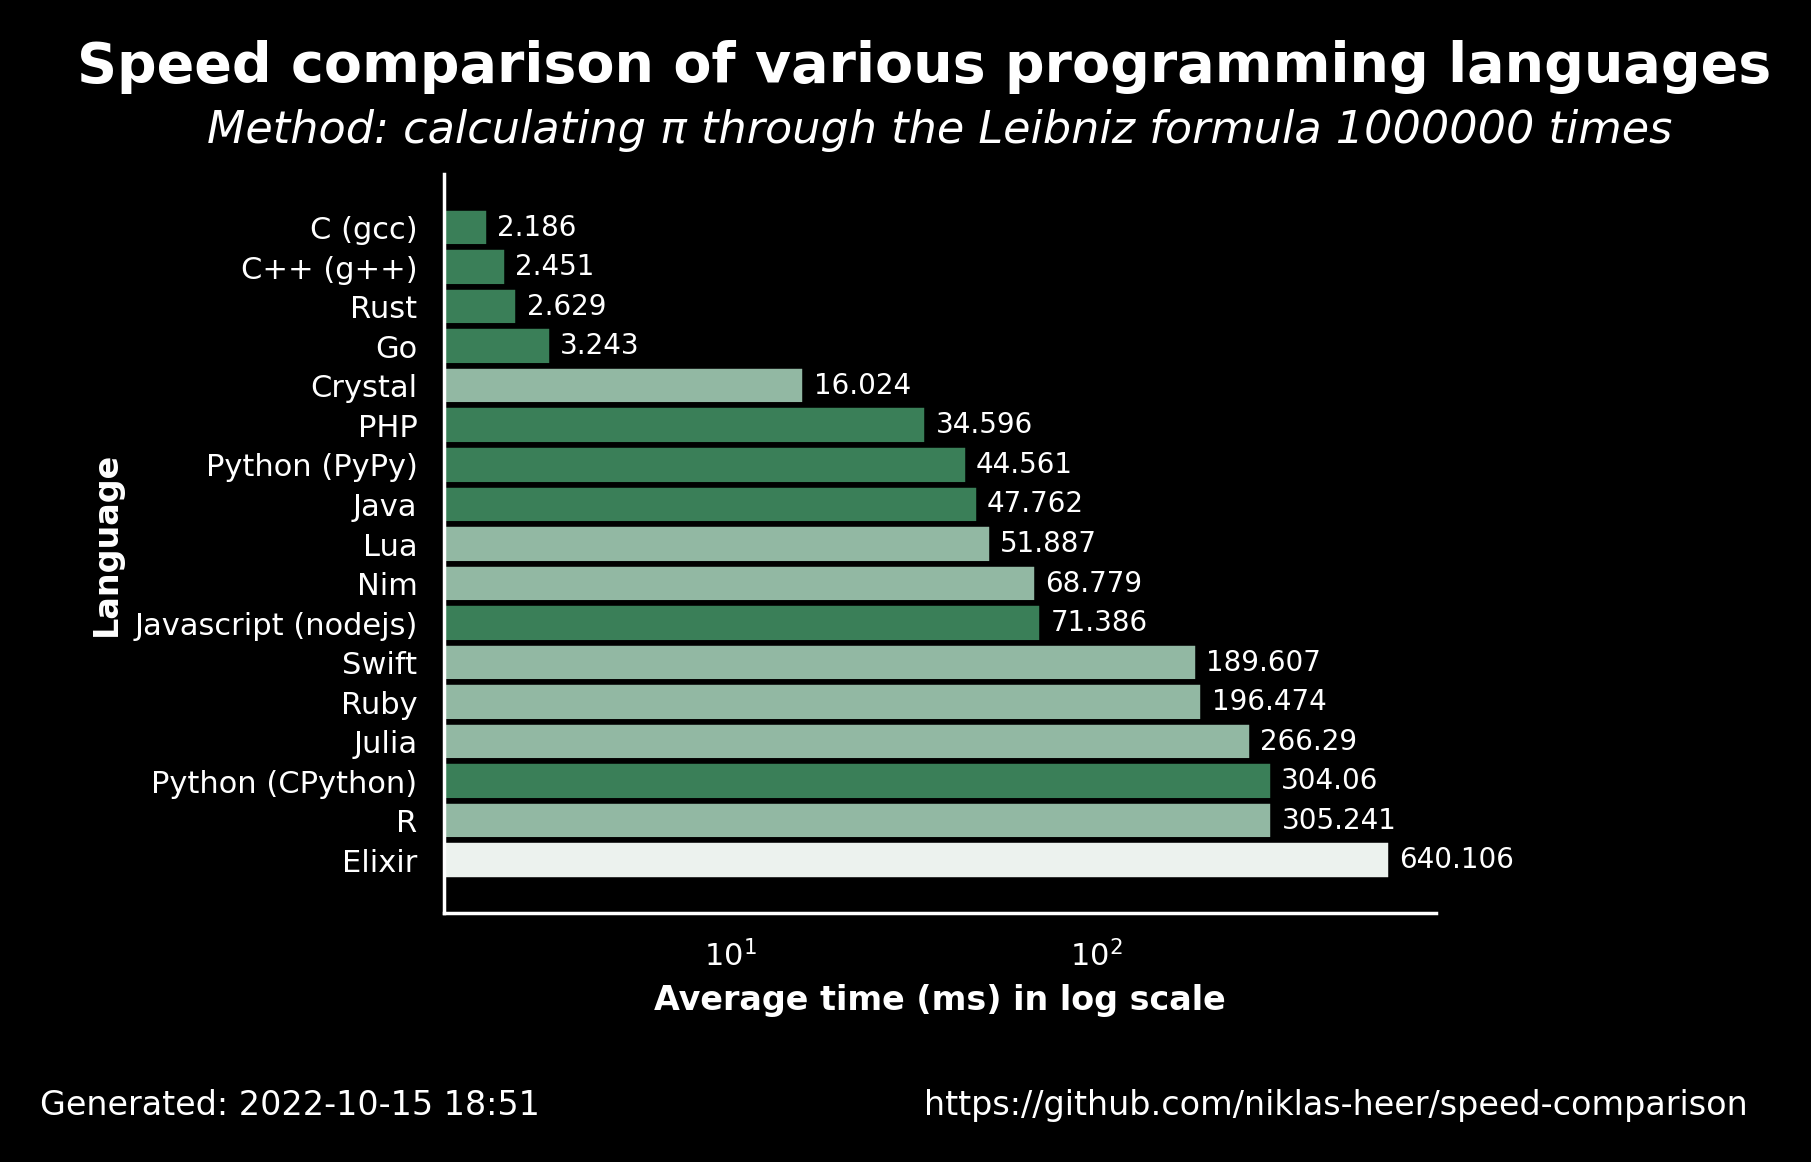 Speed comparison of various programming languages
Method: calculating π through the Leibniz formula 1000000 times
Language
C (gcc) 2.186
C++ (g++) 2.451
Rust 2.629
Go 3.243
Crystal 16.024
PHP 34.596
Python (PyPy) 44.561
Java 47.762
Lua 51.887
Nim 68.779
Javascript (nodejs) 71.386
Swift 189.607
Ruby 196.474
Julia 266.29
Python (CPython) 304.06
R 305.241
Elixir 640.106
10¹ 10²
Average time (ms) in log scale
Generated: 2022-10-15 18:51 https://github.com/niklas-heer/speed-comparison